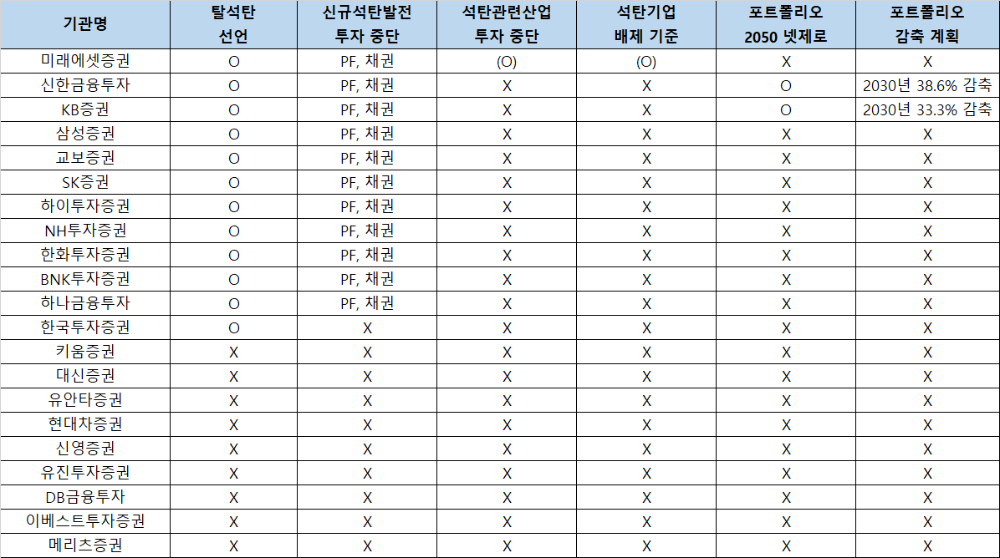 기관명 탈석탄 선언 신규석탄발전 투자 중단 석탄관련산업 투자 중단 석탄기업 배제 기준 포트폴리오 2050 넷제로 포트폴리오 감축 계획
미래에셋증권 O PF, 채권 (O) (O) X X
신한금융투자 O PF, 채권 X X O 2030년 38.6% 감축
KB증권 O PF, 채권 X X O 2030년 33.3% 감축
삼성증권 O PF, 채권 X X X X
교보증권 O PF, 채권 X X X X
SK증권 O PF, 채권 X X X X
하이투자증권 O PF, 채권 X X X X
NH투자증권 O PF, 채권 X X X X
한화투자증권 O PF, 채권 X X X X
BNK투자증권 O PF, 채권 X X X X
하나금융투자 O PF, 채권 X X X X
한국투자증권 O X X X X X
키움증권 X X X X X X
대신증권 X X X X X X
유안타증권 X X X X X X
현대차증권 X X X X X X
신영증권 X X X X X X
유진투자증권 X X X X X X
DB금융투자 X X X X X X
이베스트투자증권 X X X X X X
메리츠증권 X X X X X X